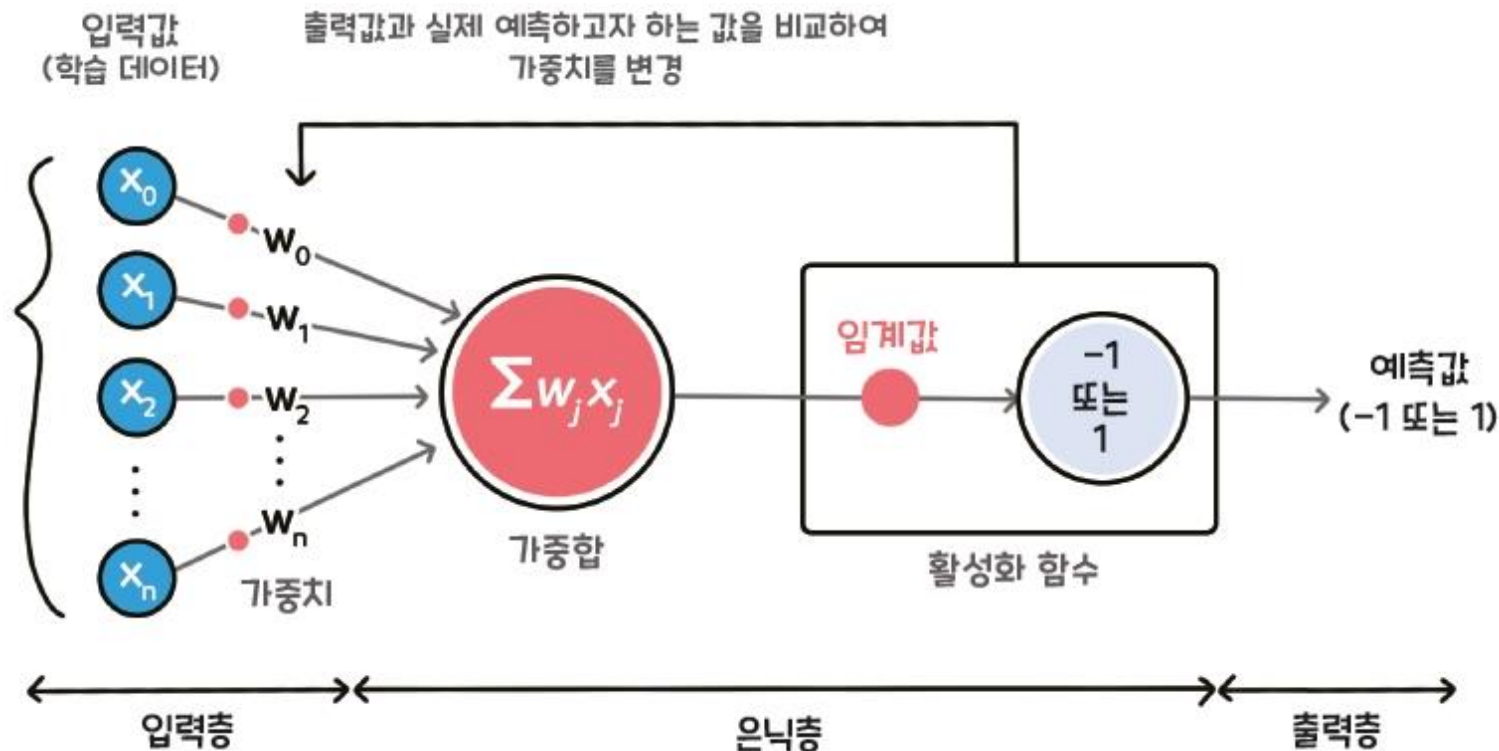 입력값
(학습 데이터)
출력값과 실제 예측하고자 하는 값을 비교하여
가중치를 변경
x₀
w₀
x₁
w₁
x₂
w₂
xₙ
wₙ
가중치
Σwⱼxⱼ
가중합
임계값
-1
또는
1
활성화 함수
예측값
(-1 또는 1)
입력층
은닉층
출력층